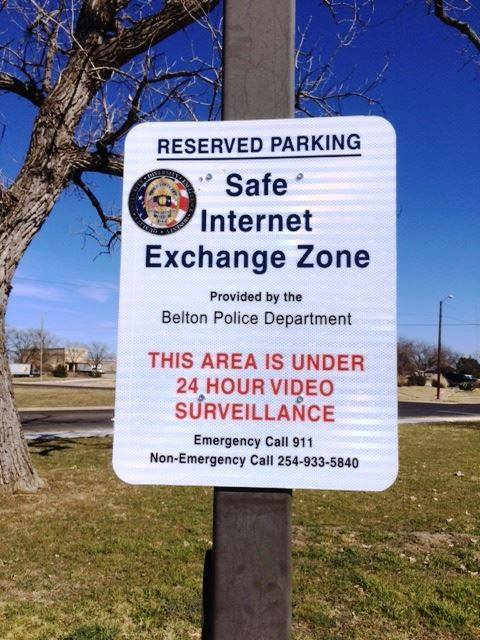 RESERVED PARKING
Safe
Internet
Exchange Zone
Provided by the
Belton Police Department
THIS AREA IS UNDER
24 HOUR VIDEO
SURVEILLANCE
Emergency Call 911
Non-Emergency Call 254-933-5840